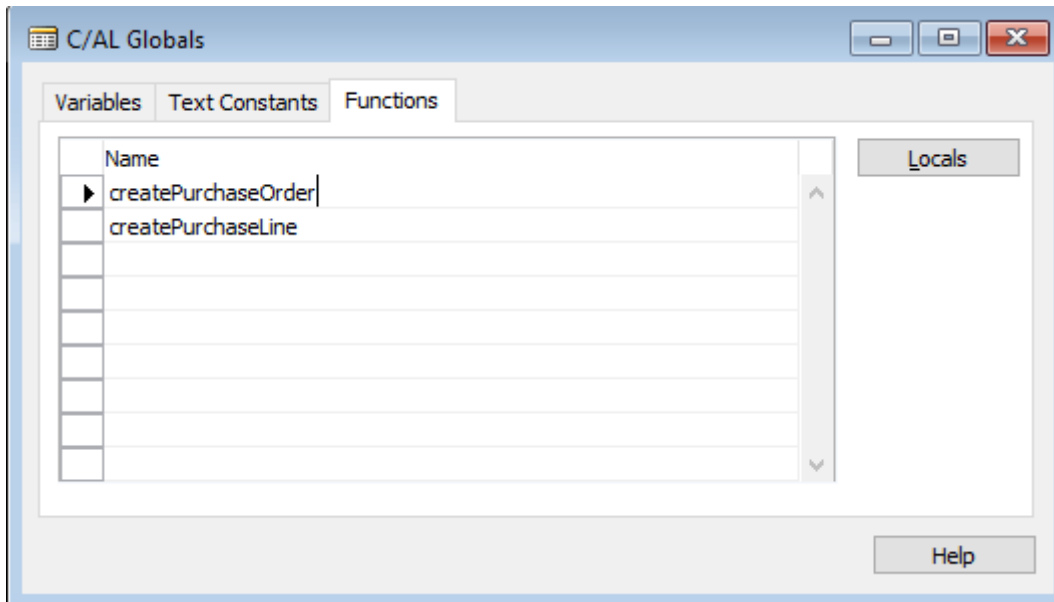 C/AL Globals
Variables Text Constants Functions
Name
Locals
createPurchaseOrder
createPurchaseLine
Help